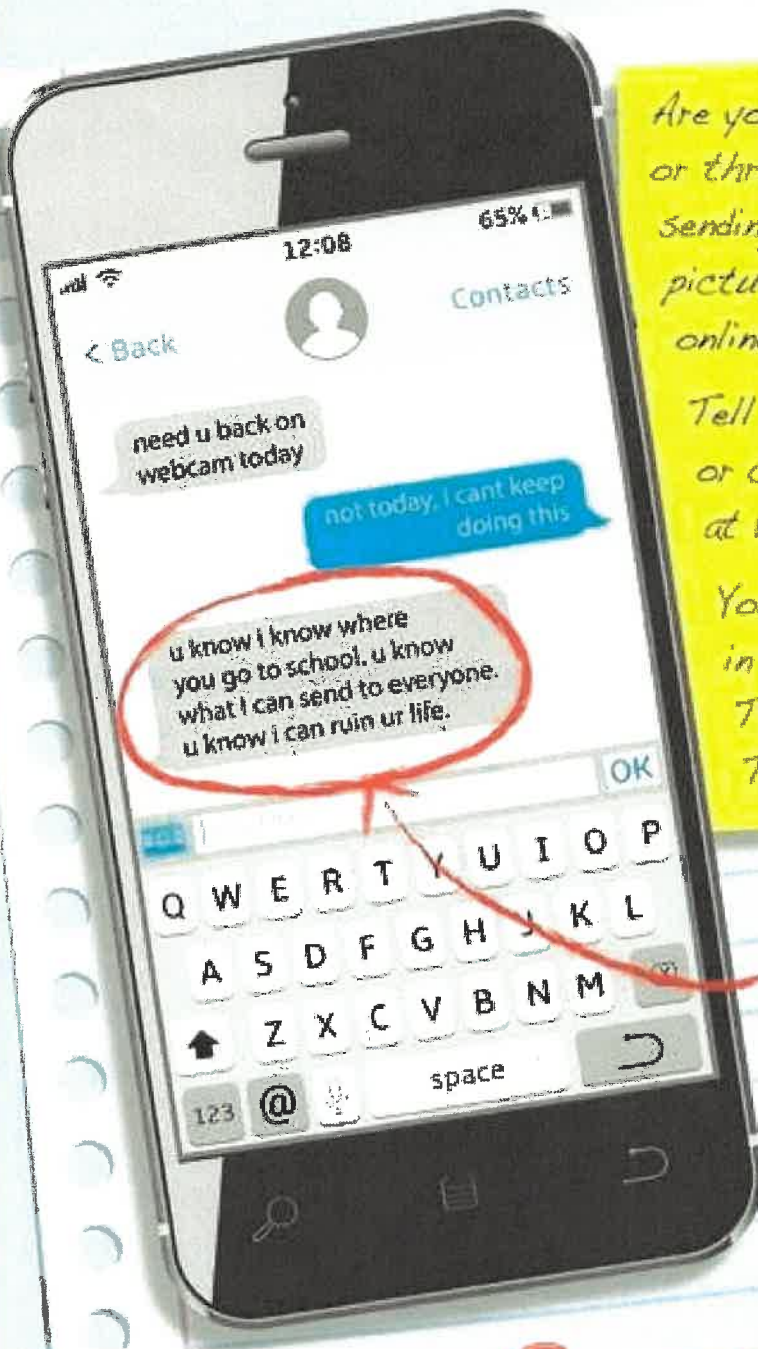 12:08
65%
< Back
Contacts
need u back on
webcam today
not today, i cant keep
doing this
u know i know where
you go to school. u know
what I can send to everyone.
u know i can ruin ur life.
OK
Q W E R T Y U I O P
A S D F G H J K L
Z X C V B N M
123 @ space
Are yo
or thr
sending
pictu
onlin
Tell
or
at
Yo
in